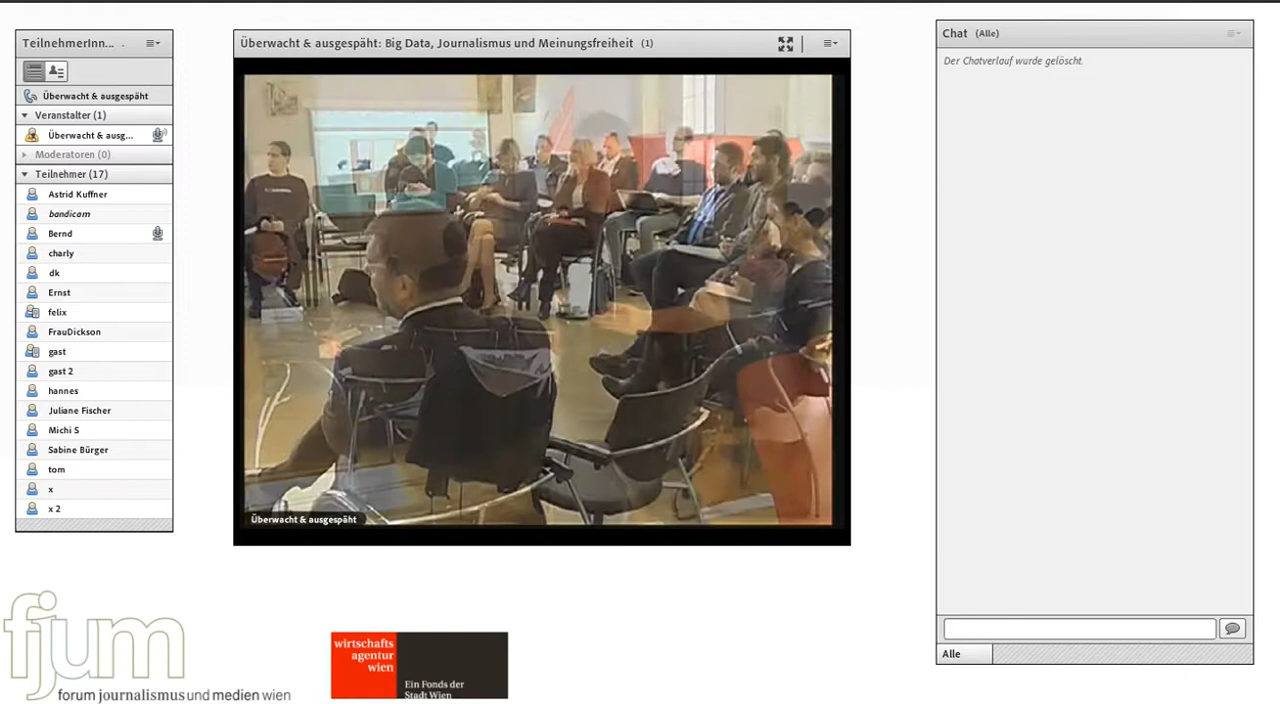 TeilnehmerInn... .
Überwacht & ausgespäht
Veranstalter (1)
Überwacht & ausg...
Moderatoren (0)
Teilnehmer (17)
Astrid Kuffner
bandicam
Bernd
charly
dk
Ernst
felix
FrauDickson
gast
gast 2
hannes
Juliane Fischer
Michi S
Sabine Bürger
tom
x
x 2
Überwacht & ausgespäht: Big Data, Journalismus und Meinungsfreiheit (1)
Überwacht & ausgespäht
Chat (Alle)
Der Chatverlauf wurde gelöscht.
Alle
fjum
forum journalismus und medien wien
wirtschafts
agentur
wien
Ein Fonds der
Stadt Wien